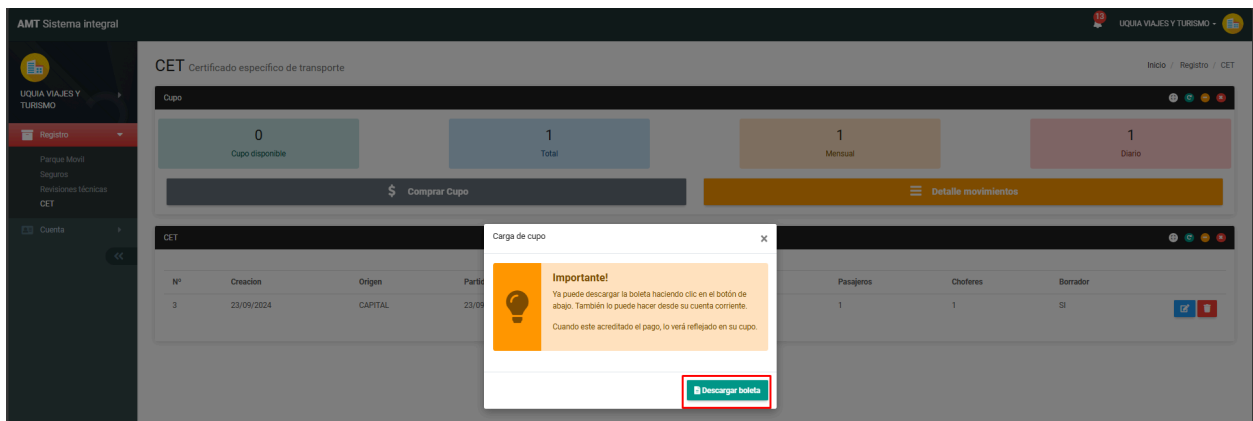 AMT Sistema integral
13
UQUIA VIAJES Y TURISMO
UQUIA VIAJES Y
TURISMO
Registro
Parque Movil
Seguros
Revisiones técnicas
CET
Cuenta
CET Certificado específico de transporte
Inicio / Registro / CET
Cupo
0
Cupo disponible
1
Total
1
Mensual
1
Diario
$ Comprar Cupo
Detalle movimientos
CET
Nº Creacion Origen Partid Pasajeros Choferes Borrador
3 23/09/2024 CAPITAL 23/09 1 1 SI
Carga de cupo
×
Importante!
Ya puede descargar la boleta haciendo clic en el botón de
abajo. También lo puede hacer desde su cuenta corriente.
Cuando este acreditado el pago, lo verá reflejado en su cupo.
Descargar boleta